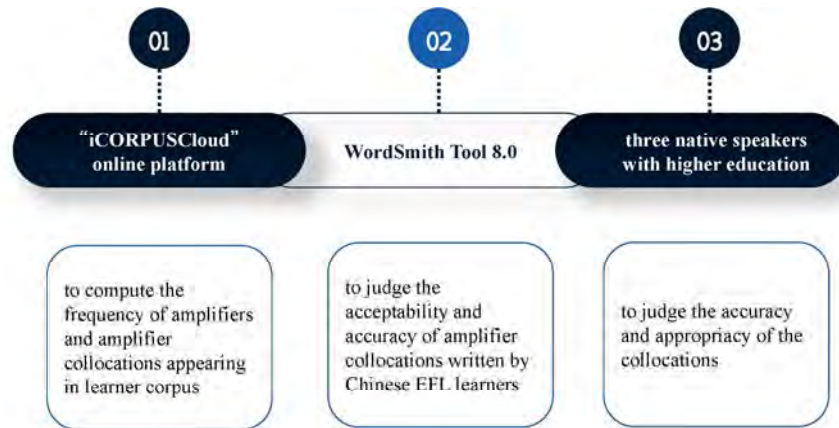 01
02
03
“iCORPUSCloud”
online platform
WordSmith Tool 8.0
three native speakers
with higher education
to compute the
frequency of amplifiers
and amplifier
collocations appearing
in learner corpus
to judge the
acceptability and
accuracy of amplifier
collocations written by
Chinese EFL learners
to judge the accuracy
and appropriacy of the
collocations